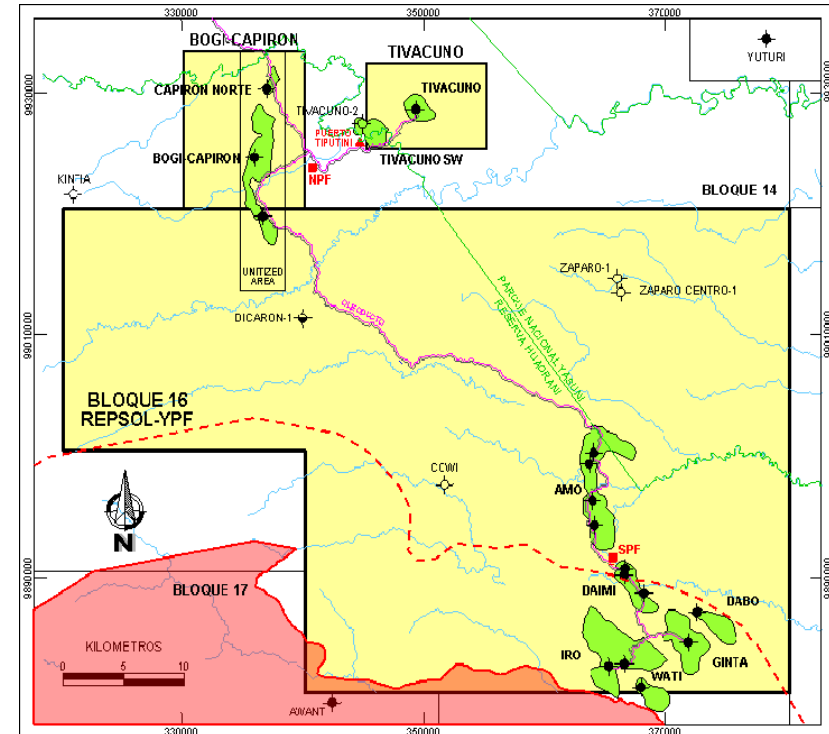 330000
350000
370000
BOGI-CAPIRON
TIVACUNO
YUTURI
9930000
9930000
CAPIRON NORTE
TIVACUNO
TIVACUNO-2
PUERTO
TIPUTINI
BOGI-CAPIRON
TIVACUNO SW
NPF
KINTA
BLOQUE 14
UNITIZED
AREA
ZAPARO-1
ZAPARO CENTRO-1
PARQUE NACIONAL YASUNI
RESERVA HUAORANI
OLEODUCTO
DICARON-1
BLOQUE 16
REPSOL-YPF
CCWI
AMO
N
SPF
BLOQUE 17
DAIMI
DABO
KILOMETROS
0 5 10
IRO
GINTA
WATI
AWANT
330000
350000
370000